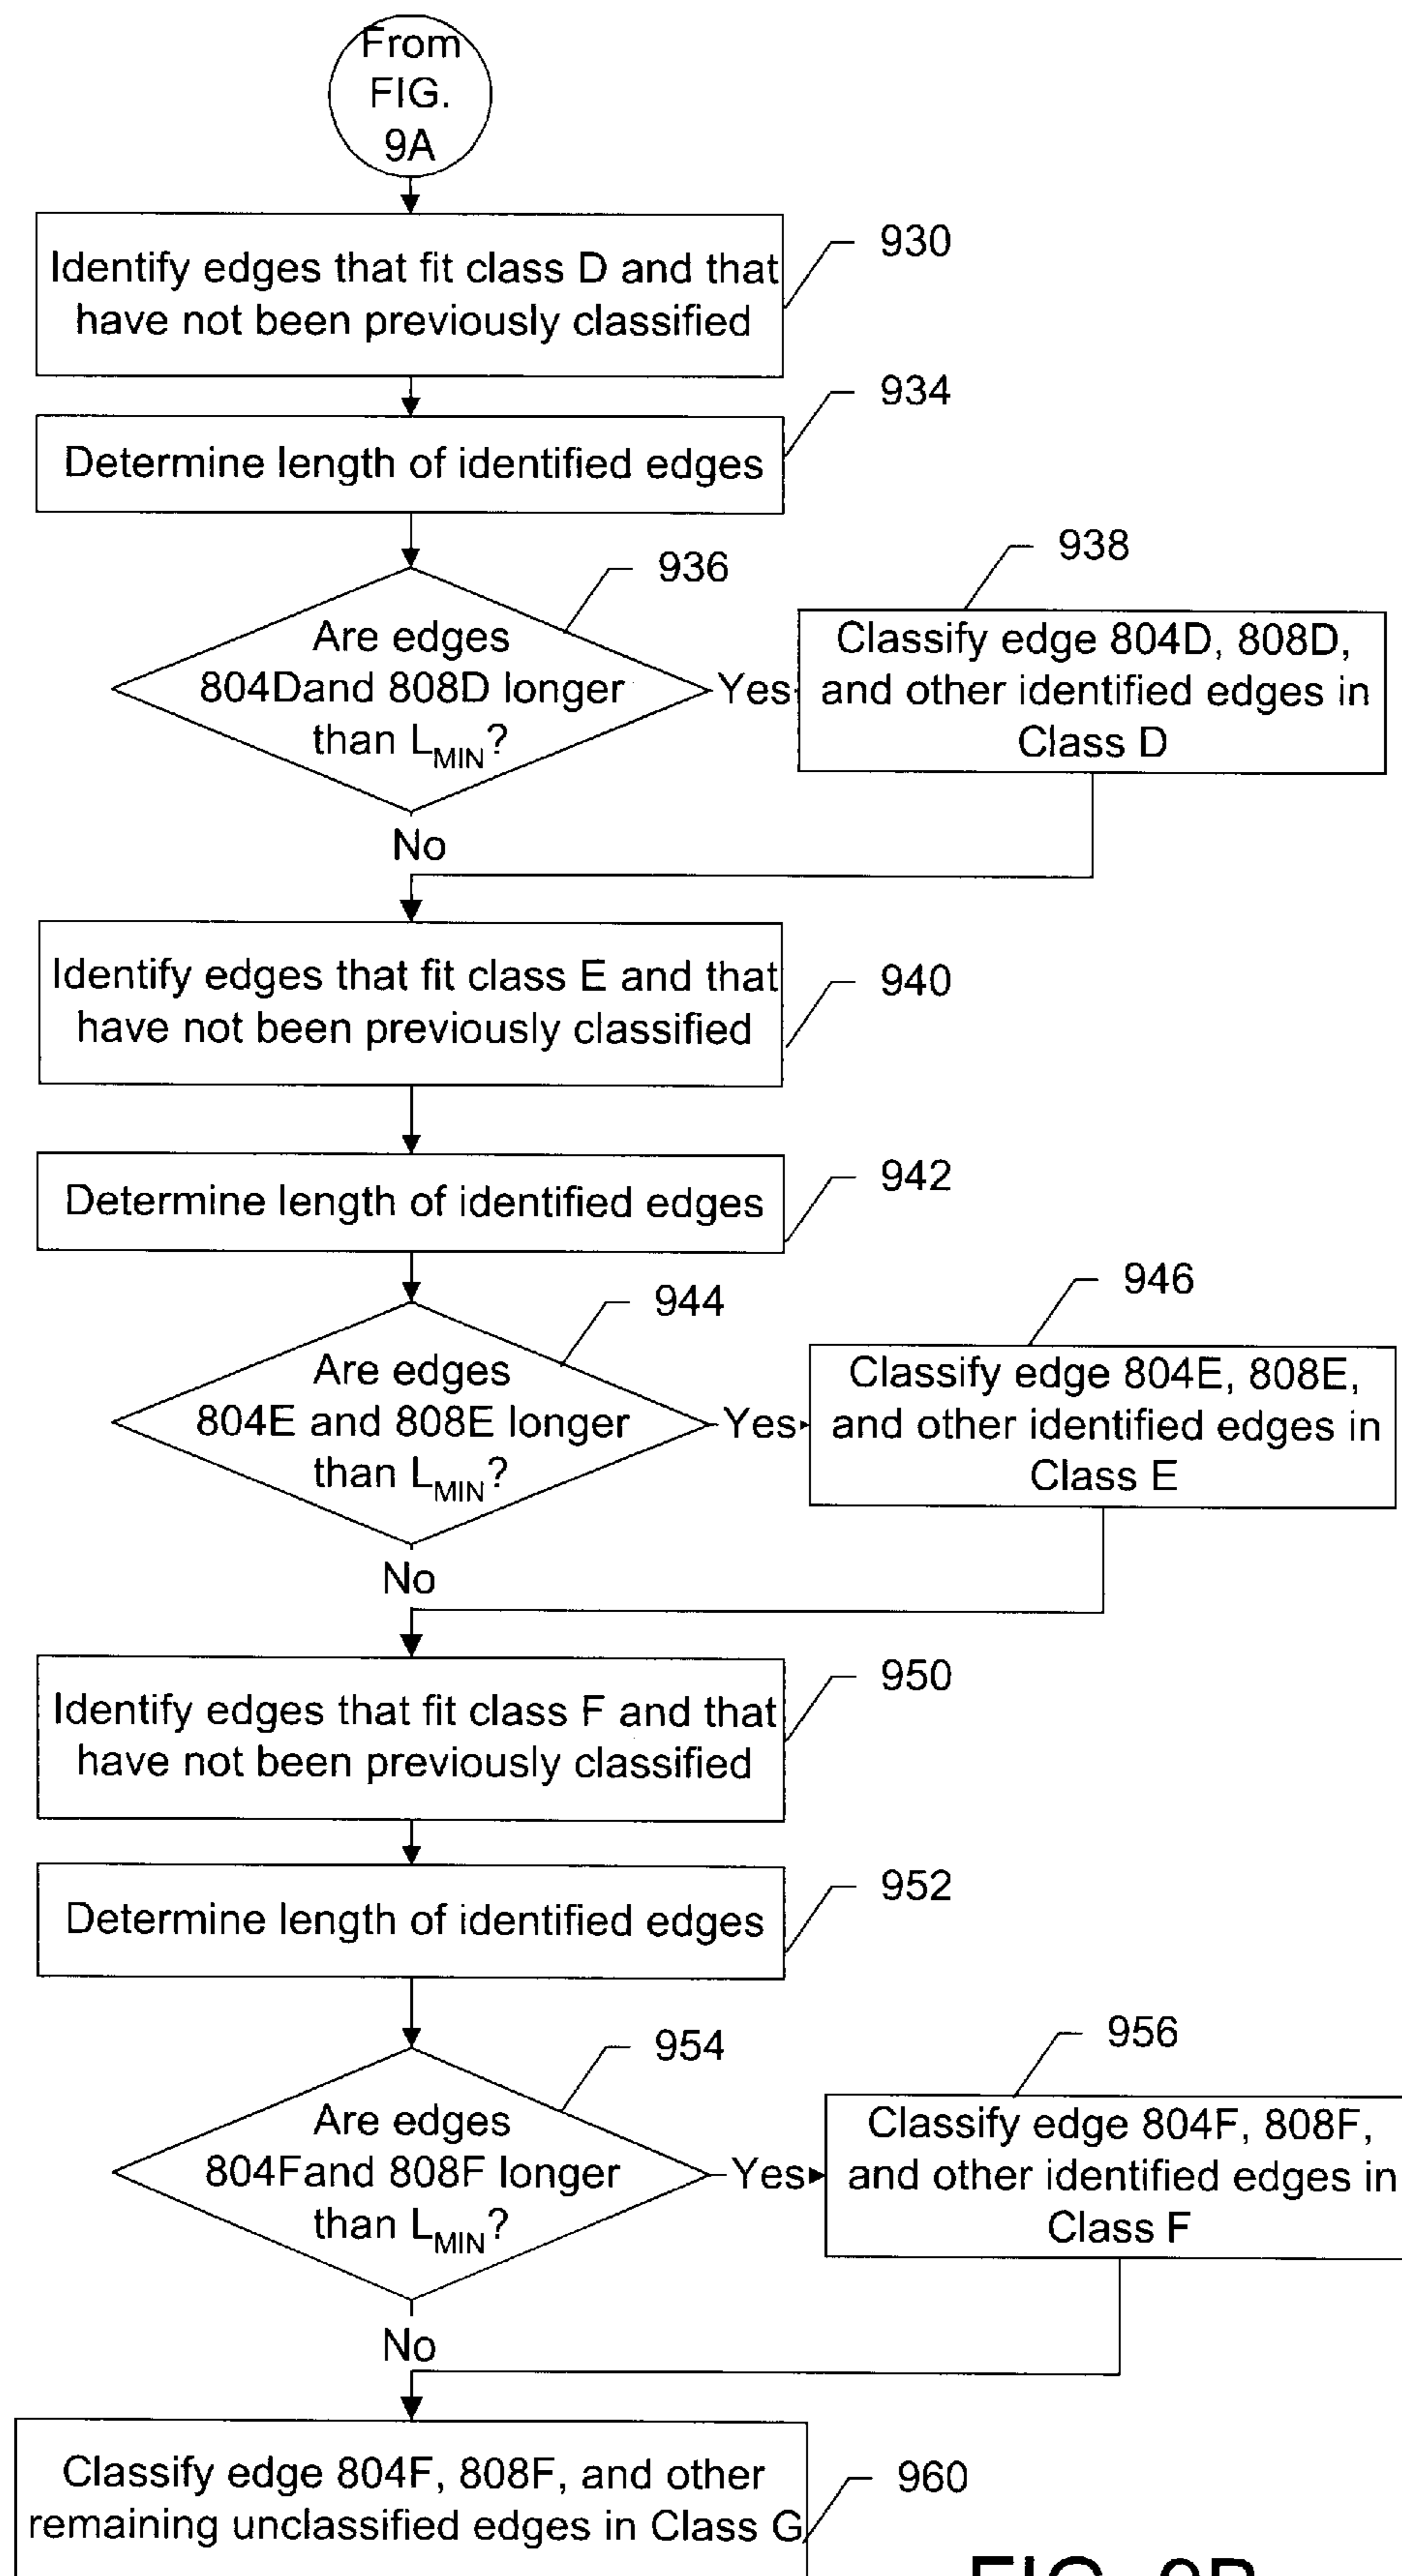 From
FIG.
9A
Identify edges that fit class D and that
have not been previously classified
930
Determine length of identified edges
934
Are edges
804Dand 808D longer
than LMIN?
936
Yes
Classify edge 804D, 808D,
and other identified edges in
Class D
938
No
Identify edges that fit class E and that
have not been previously classified
940
Determine length of identified edges
942
Are edges
804E and 808E longer
than LMIN?
944
Yes
Classify edge 804E, 808E,
and other identified edges in
Class E
946
No
Identify edges that fit class F and that
have not been previously classified
950
Determine length of identified edges
952
Are edges
804Fand 808F longer
than LMIN?
954
Yes
Classify edge 804F, 808F,
and other identified edges in
Class F
956
No
Classify edge 804F, 808F, and other
remaining unclassified edges in Class G
960
FIG. 9B